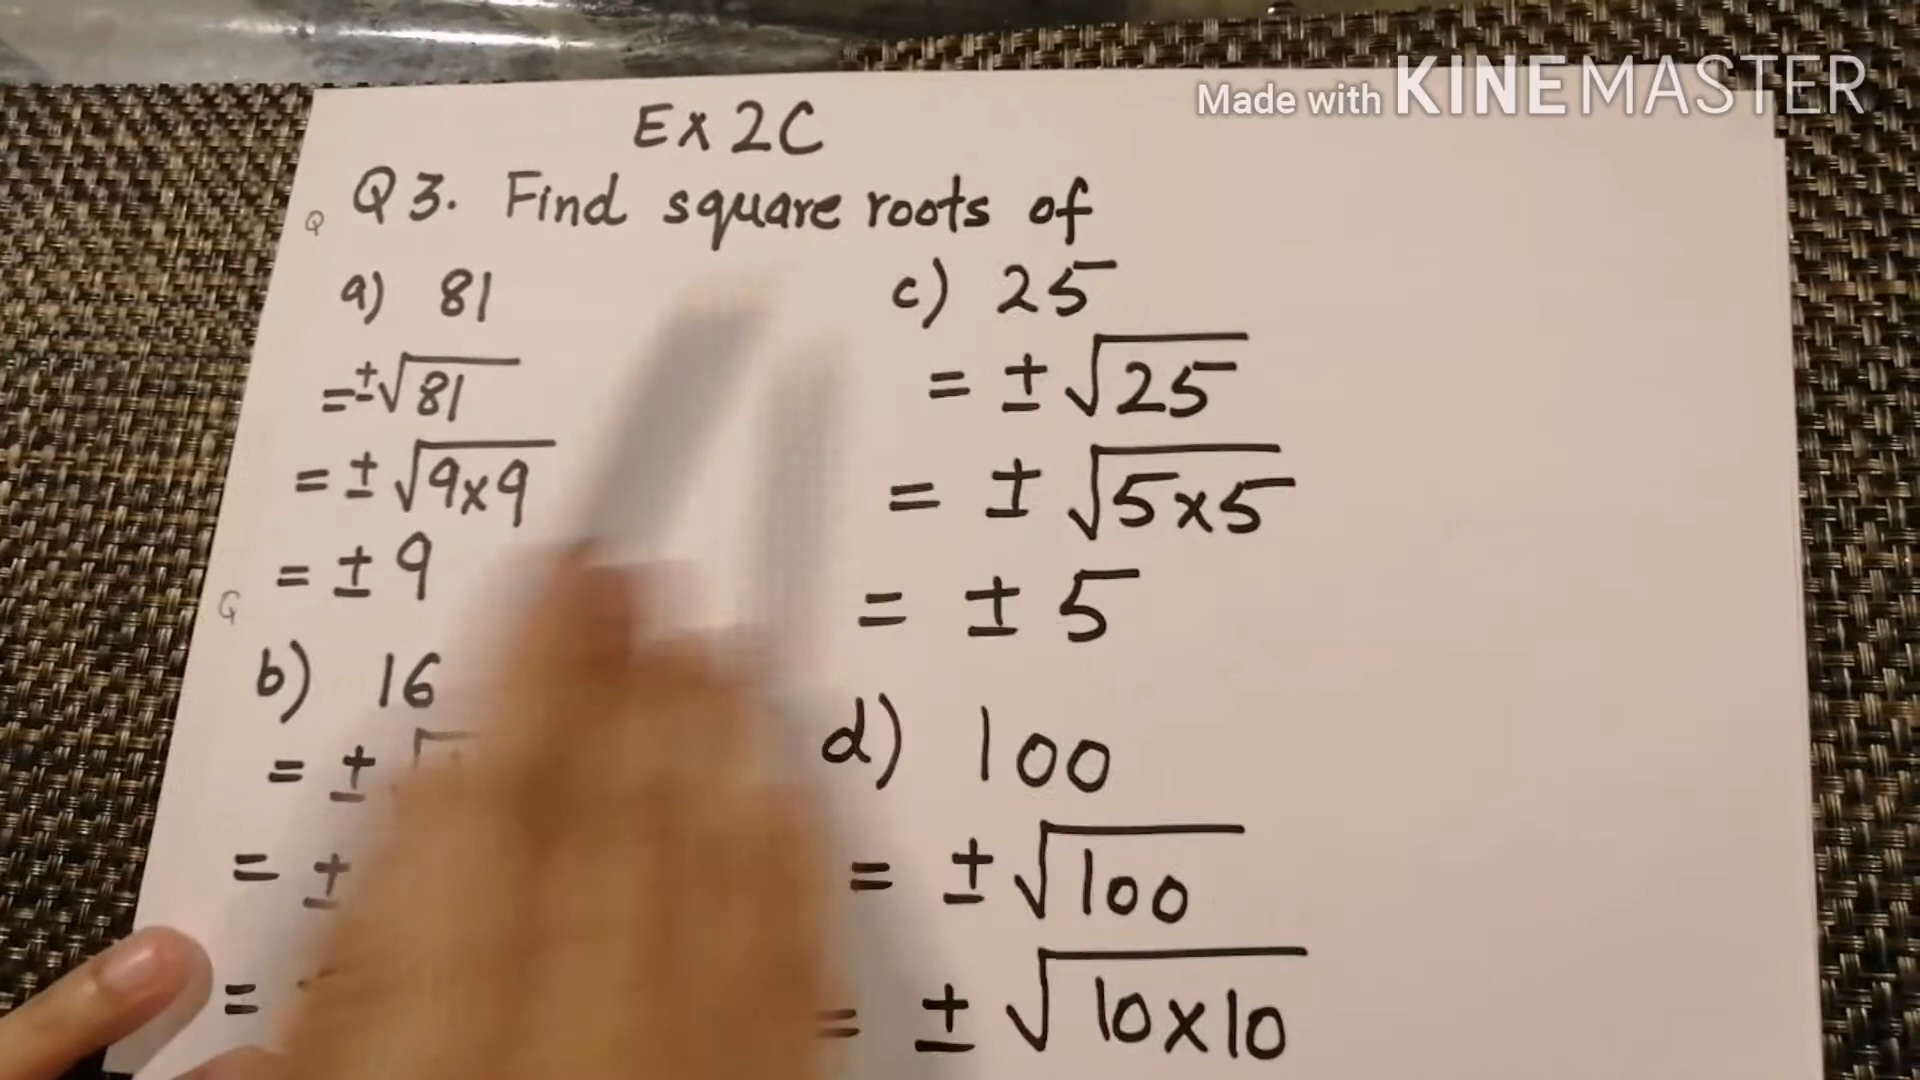 Made with KINEMASTER
Ex 2C
Q3. Find square roots of
a) 81
= ± √81
= ± √9x9
= ± 9
b) 16
= ±
= ±
=
c) 25
= ± √25
= ± √5x5
= ± 5
d) 100
= ± √100
= ± √10x10